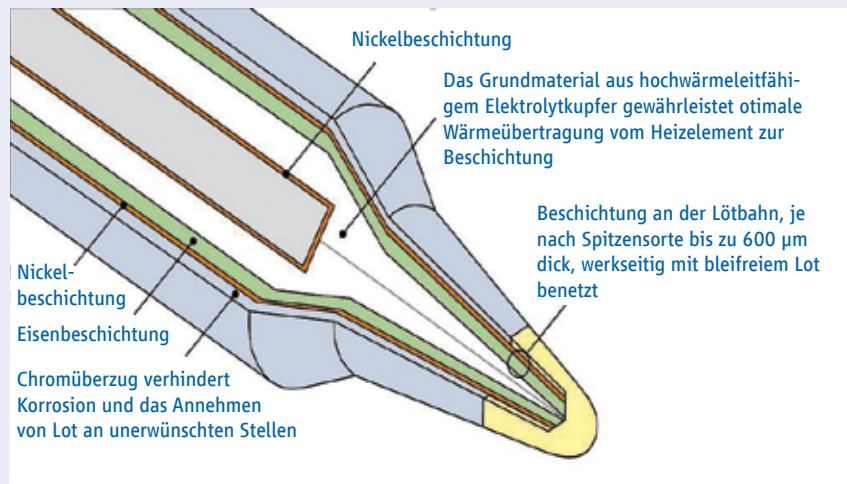 Nickelbeschichtung
Das Grundmaterial aus hochwärmeleitfähi-
gem Elektrolytkupfer gewährleistet otimale
Wärmeübertragung vom Heizelement zur
Beschichtung
Beschichtung an der Lötbahn, je
nach Spitzensorte bis zu 600 µm
dick, werkseitig mit bleifreiem Lot
benetzt
Nickel-
beschichtung
Eisenbeschichtung
Chromüberzug verhindert
Korrosion und das Annehmen
von Lot an unerwünschten Stellen